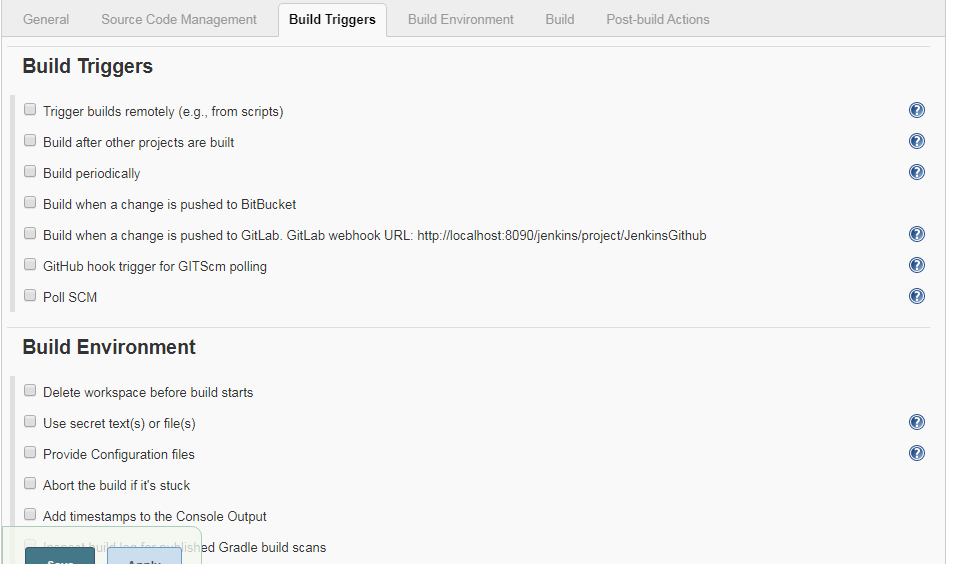 General Source Code Management Build Triggers Build Environment Build Post-build Actions
Build Triggers
Trigger builds remotely (e.g., from scripts)
Build after other projects are built
Build periodically
Build when a change is pushed to BitBucket
Build when a change is pushed to GitLab. GitLab webhook URL: http://localhost:8090/jenkins/project/JenkinsGithub
GitHub hook trigger for GITScm polling
Poll SCM
Build Environment
Delete workspace before build starts
Use secret text(s) or file(s)
Provide Configuration files
Abort the build if it's stuck
Add timestamps to the Console Output
Inspect build log for published Gradle build scans
Save Apply